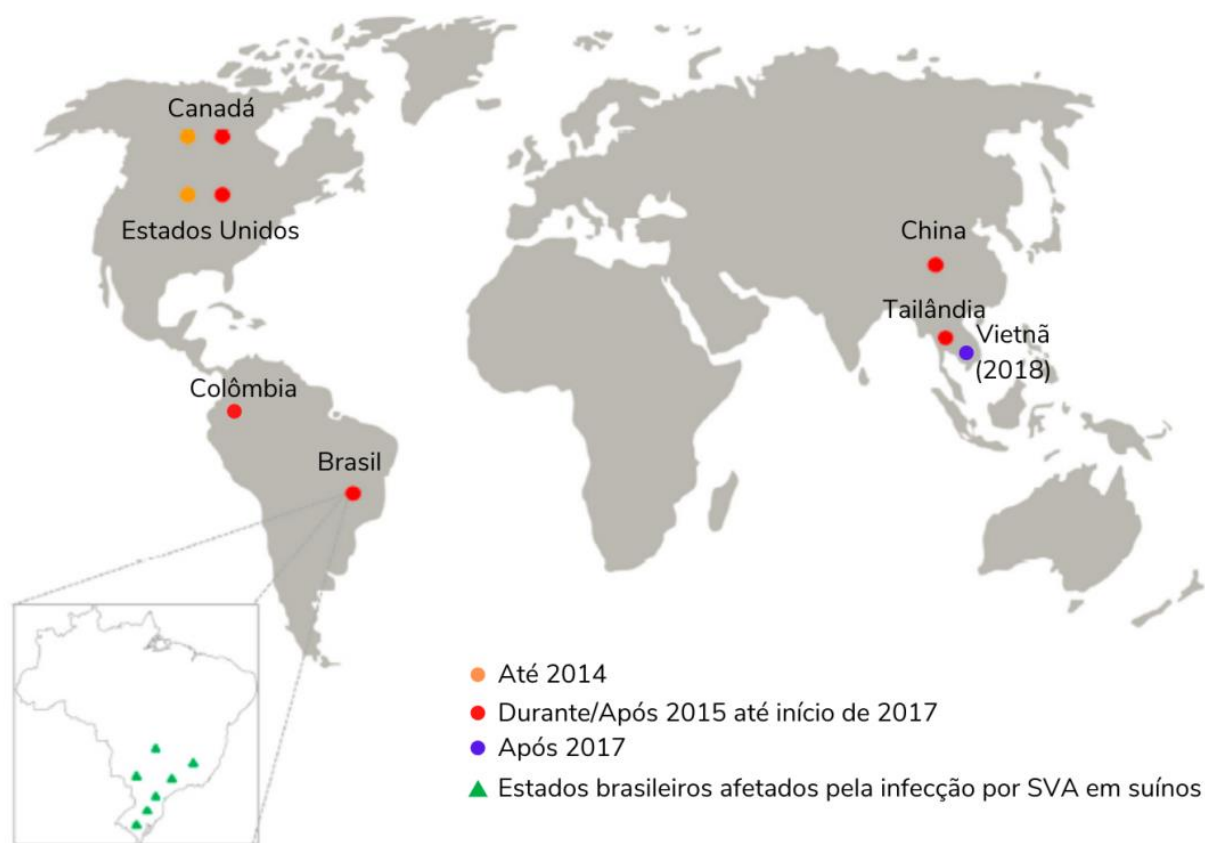 Canadá
Estados Unidos
China
Tailândia
Vietnã
(2018)
Colômbia
Brasil
Até 2014
Durante/Após 2015 até início de 2017
Após 2017
Estados brasileiros afetados pela infecção por SVA em suínos